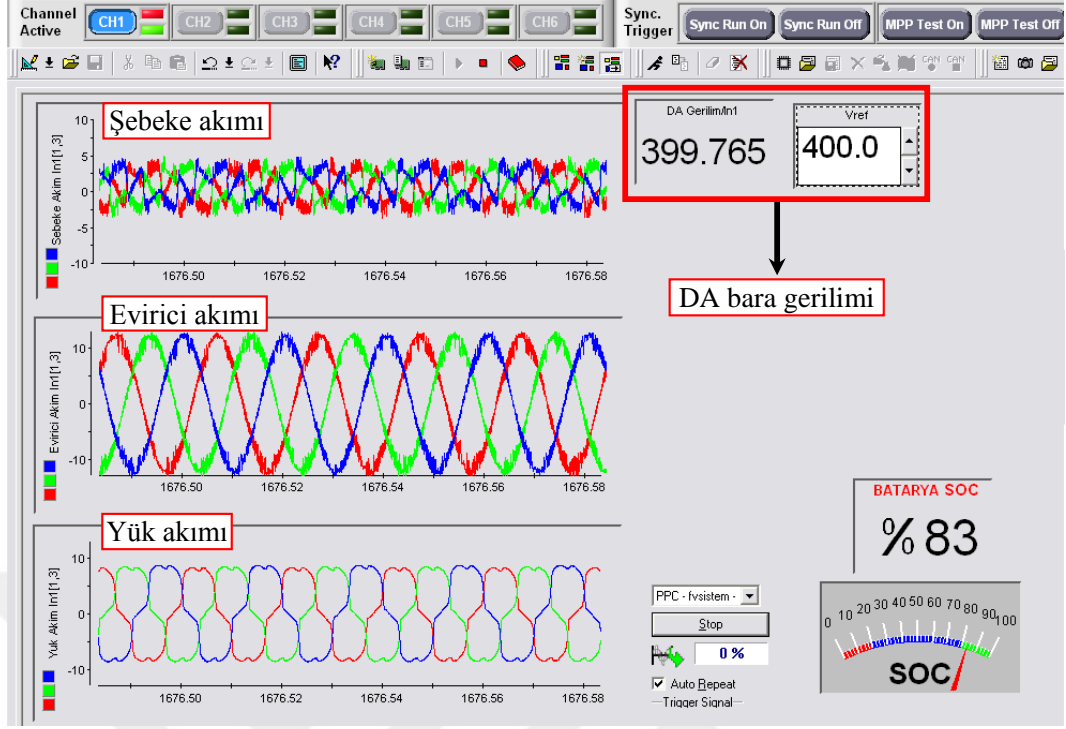 Channel Active
CH1 CH2 CH3 CH4 CH5 CH6
Sync. Trigger
Sync Run On Sync Run Off MPP Test On MPP Test Off
CAN CAN
Şebeke akımı
Sebeke Akim In1[1,3]
10
5
0
-5
-10
1676.50 1676.52 1676.54 1676.56 1676.58
DA Gerilim/In1
399.765
Vref
400.0
DA bara gerilimi
Evirici akımı
Evirici Akim In1[1,3]
10
0
-10
1676.50 1676.52 1676.54 1676.56 1676.58
Yük akımı
Yuk Akim In1[1,3]
10
0
-10
1676.50 1676.52 1676.54 1676.56 1676.58
BATARYA SOC
% 83
PPC - fvsistem -
Stop
0 %
Auto Repeat
Trigger Signal
0 10 20 30 40 50 60 70 80 90 100
SOC